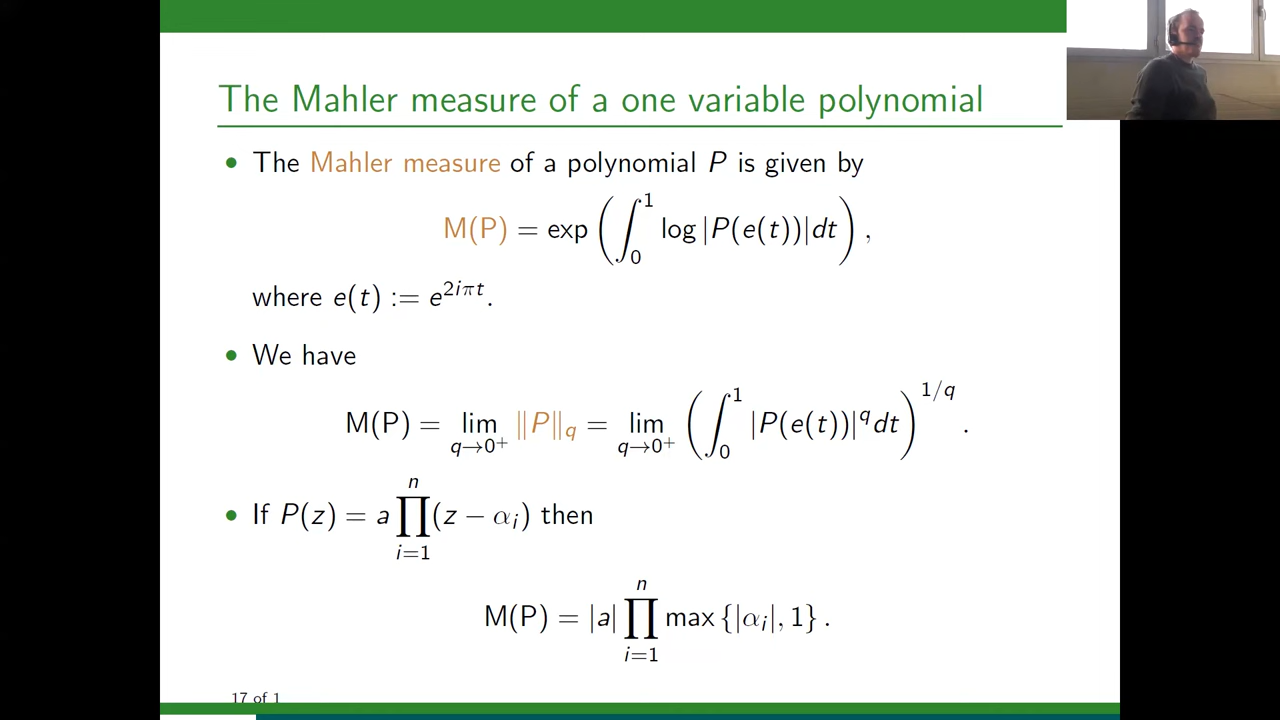 The Mahler measure of a one variable polynomial
• The Mahler measure of a polynomial P is given by
M(P) = exp(∫₀¹ log|P(e(t))|dt),
where e(t) := e^{2iπt}.
• We have
M(P) = lim_{q→0⁺} ‖P‖_q = lim_{q→0⁺} (∫₀¹ |P(e(t))|^q dt)^{1/q}.
• If P(z) = a ∏_{i=1}^{n} (z − α_i) then
M(P) = |a| ∏_{i=1}^{n} max {|α_i|, 1}.
17 of 1